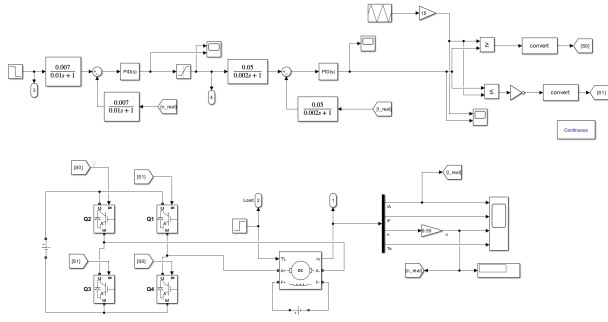 15
≥
convert
[S0]
0.007
0.01s + 1
PID(s)
0.05
0.002s + 1
PID(s)
3
4
0.007
0.01s + 1
[n_real]
0.05
0.002s + 1
[I_real]
≤
convert
[S1]
Continuous
[S0]
[S1]
Q2
Q1
[S1]
[S0]
Q3
Q4
Load
2
1
TL
m
A+
A-
F+
F-
DC
[I_real]
iA
iF
n
Te
9.55
n
[n_real]